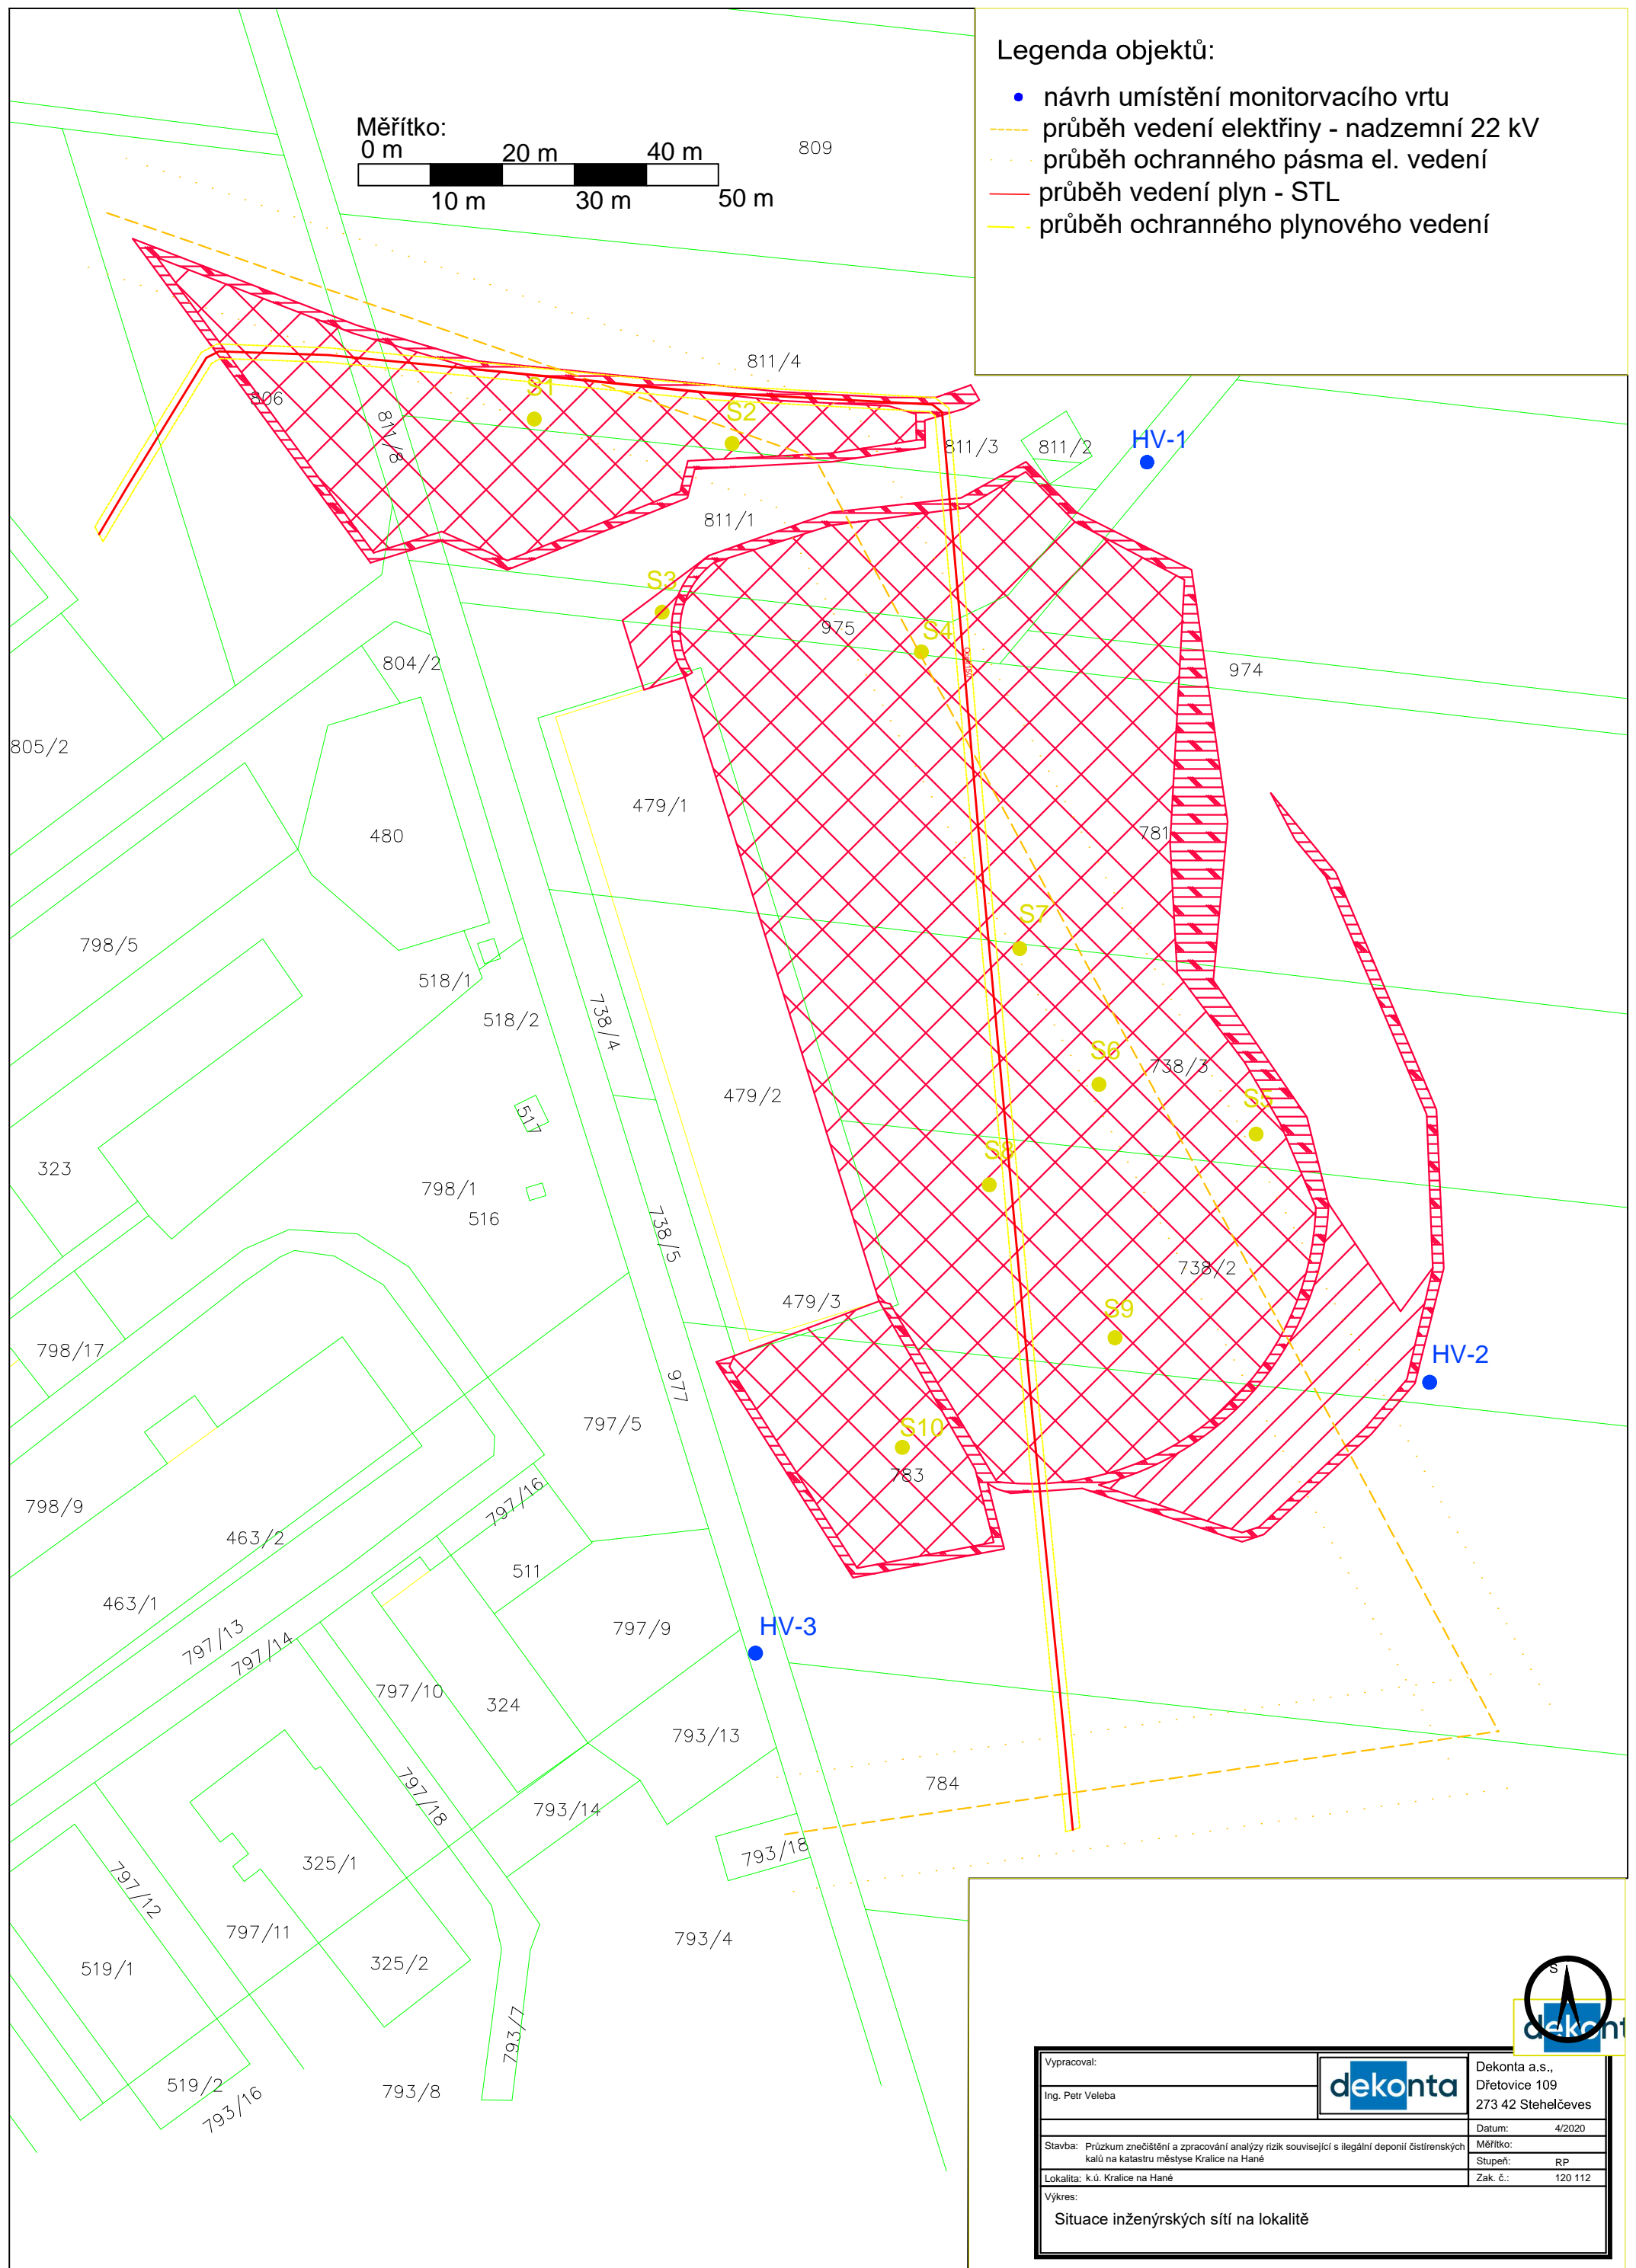 Legenda objektů:
návrh umístění monitorvacího vrtu
průběh vedení elektřiny - nadzemní 22 kV
průběh ochranného pásma el. vedení
průběh vedení plyn - STL
průběh ochranného plynového vedení
Měřítko:
0 m 20 m 40 m
10 m 30 m 50 m
809
811/4
806
S1
S2
811/8
811/3
811/2
HV-1
811/1
S3
975
S4
974
804/2
805/2
479/1
480
781
S7
798/5
518/1
518/2
738/4
S6
738/3
479/2
S5
517
323
S8
798/1
516
738/5
738/2
479/3
S9
798/17
HV-2
977
797/5
S10
783
797/16
798/9
463/2
511
463/1
797/13
797/14
797/9
HV-3
797/10
324
793/13
784
797/18
793/14
793/18
325/1
797/12
797/11
793/4
325/2
519/1
793/7
519/2
793/16
793/8
S
dekont
Vypracoval:
Ing. Petr Veleba
dekonta
Dekonta a.s.,
Dřetovice 109
273 42 Stehelčeves
Datum: 4/2020
Stavba: Průzkum znečištění a zpracování analýzy rizik související s ilegální deponií čistírenských
kalů na katastru městyse Kralice na Hané
Měřítko:
Stupeň: RP
Lokalita: k.ú. Kralice na Hané
Zak. č.: 120 112
Výkres:
Situace inženýrských sítí na lokalitě